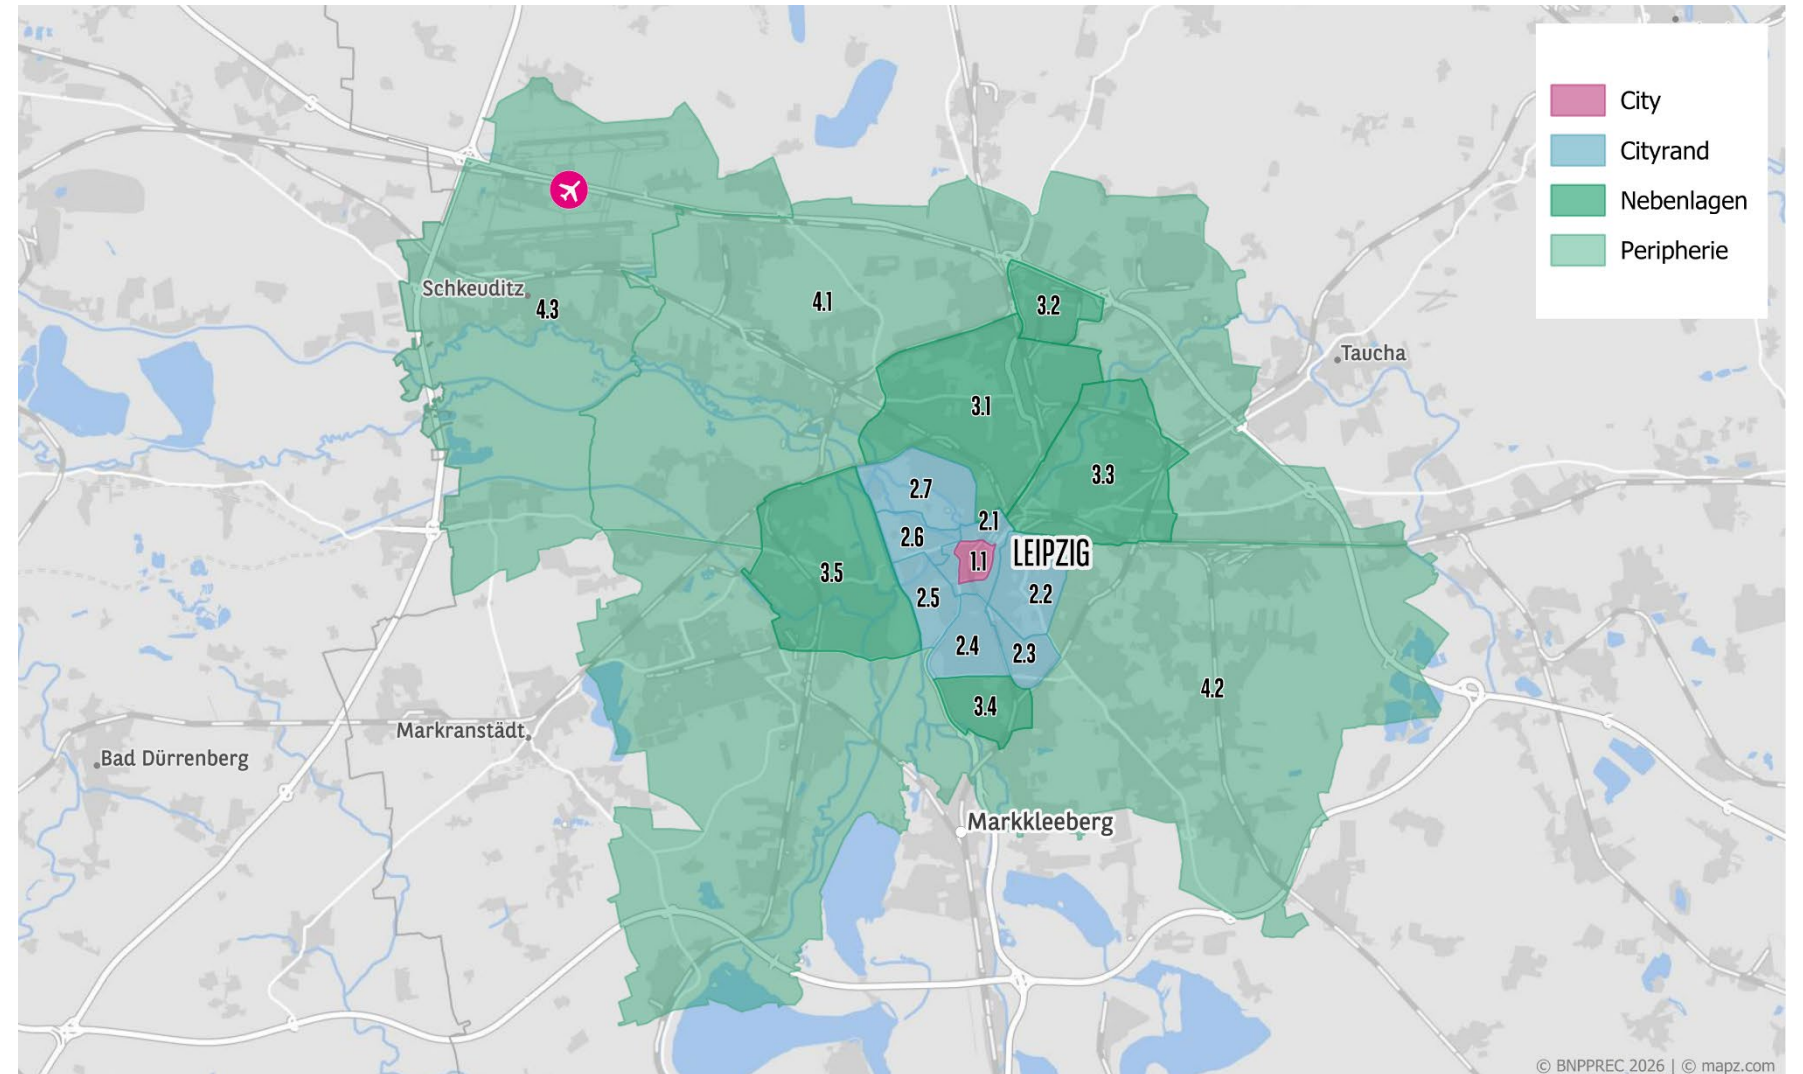 City
Cityrand
Nebenlagen
Peripherie
Schkeuditz
4.3
4.1
3.2
Taucha
3.1
3.3
2.7
2.1
2.6
1.1
LEIPZIG
3.5
2.5
2.2
2.4
2.3
4.2
3.4
Markranstädt
Bad Dürrenberg
Markkleeberg
© BNPPREC 2026 | © mapz.com